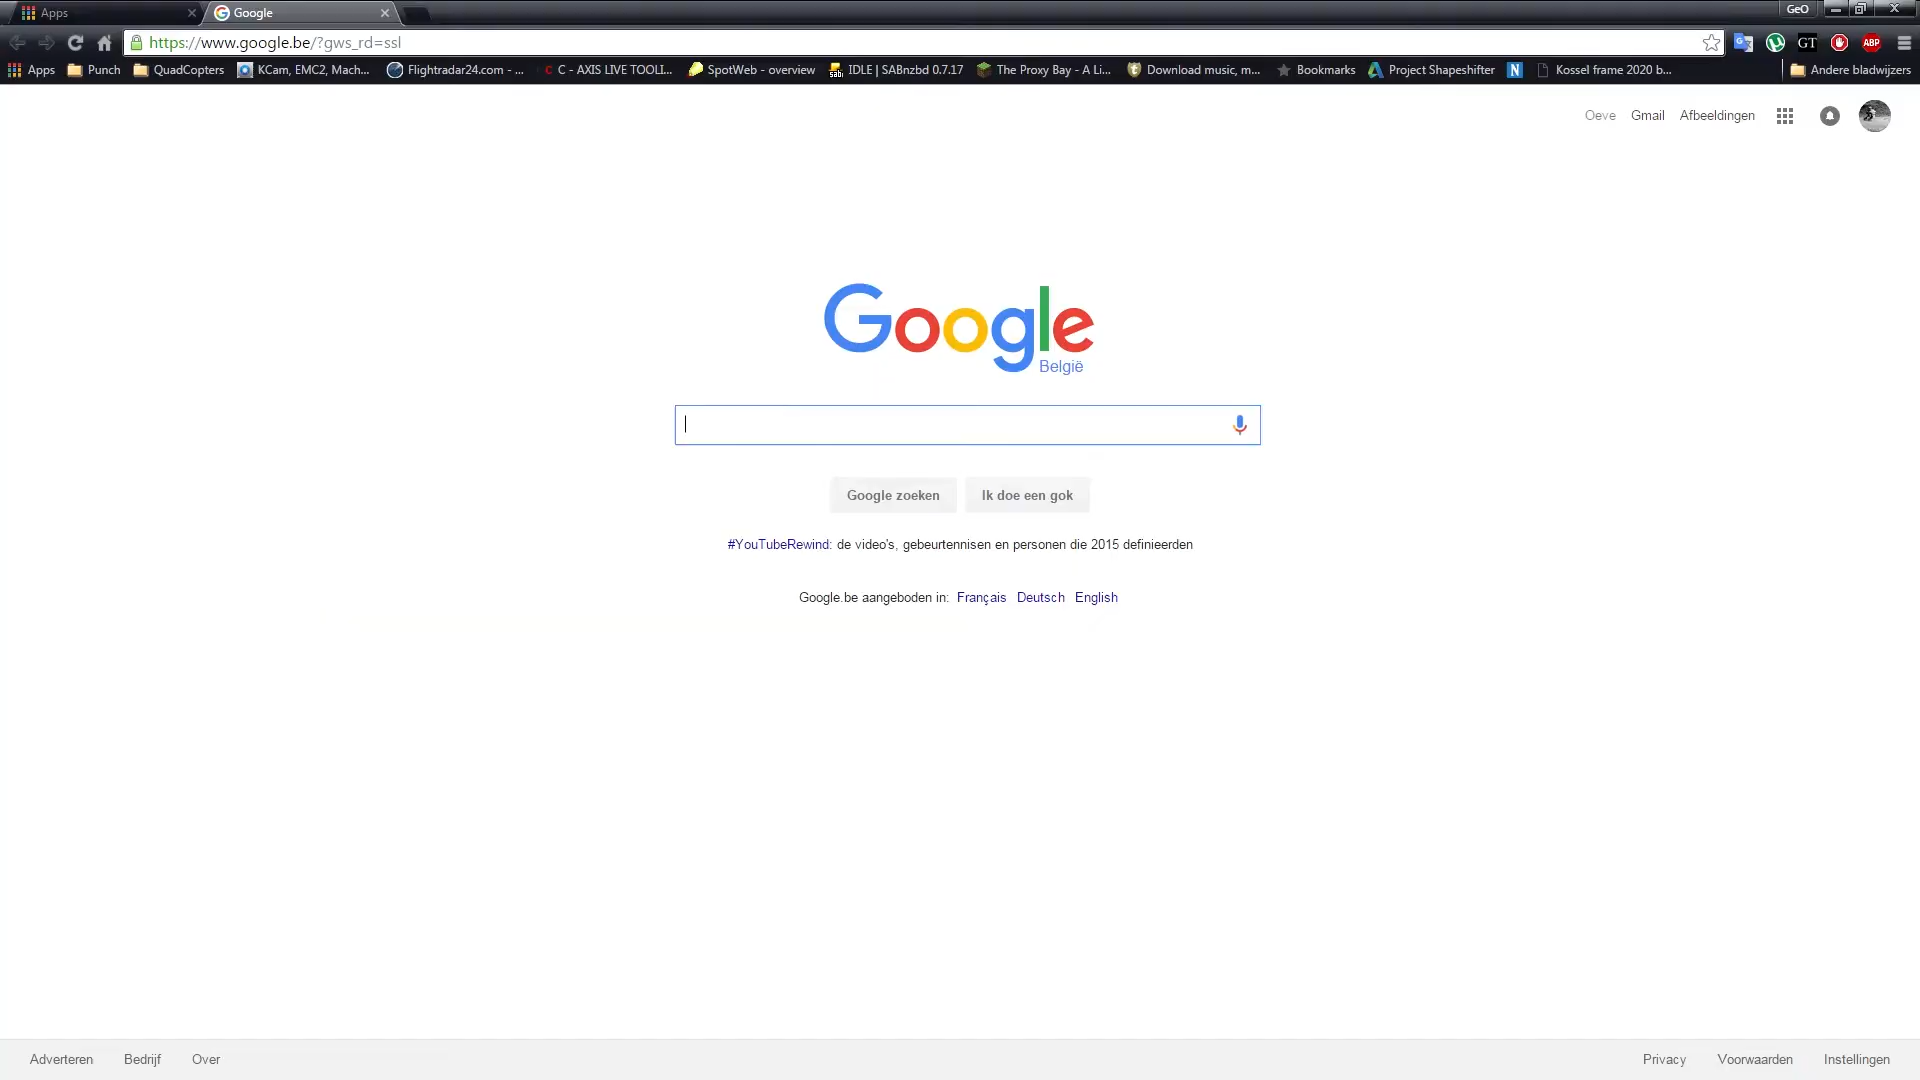 Apps
Google
GeO
https://www.google.be/?gws_rd=ssl
GT
ABP
Apps
Punch
QuadCopters
KCam, EMC2, Mach...
Flightradar24.com - ...
C - AXIS LIVE TOOLI...
SpotWeb - overview
IDLE | SABnzbd 0.7.17
The Proxy Bay - A Li...
Download music, m...
Bookmarks
Project Shapeshifter
N
Kossel frame 2020 b...
Andere bladwijzers
Oeve
Gmail
Afbeeldingen
Google
België
Google zoeken
Ik doe een gok
#YouTubeRewind: de video's, gebeurtennisen en personen die 2015 definieerden
Google.be aangeboden in: Français Deutsch English
Adverteren
Bedrijf
Over
Privacy
Voorwaarden
Instellingen